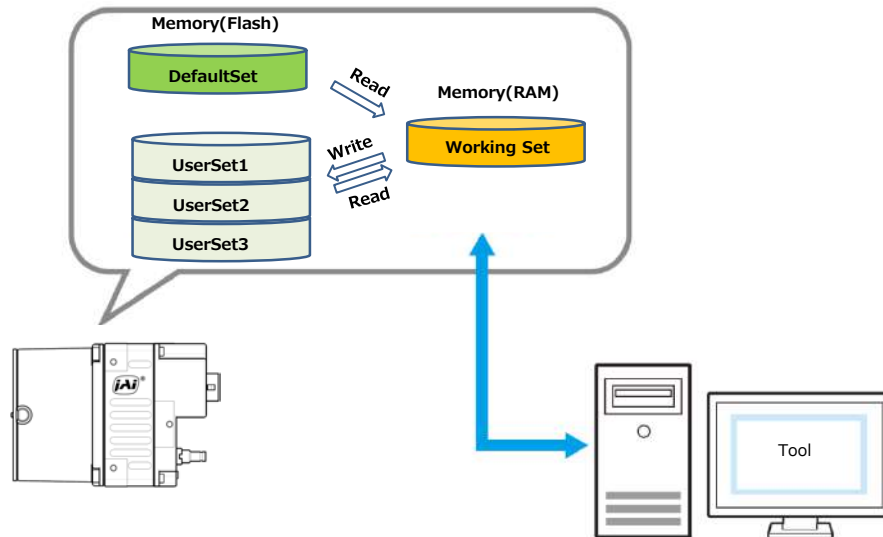 Memory(Flash)
DefaultSet
Read
Memory(RAM)
Working Set
Write
Read
UserSet1
UserSet2
UserSet3
JAi®
Tool